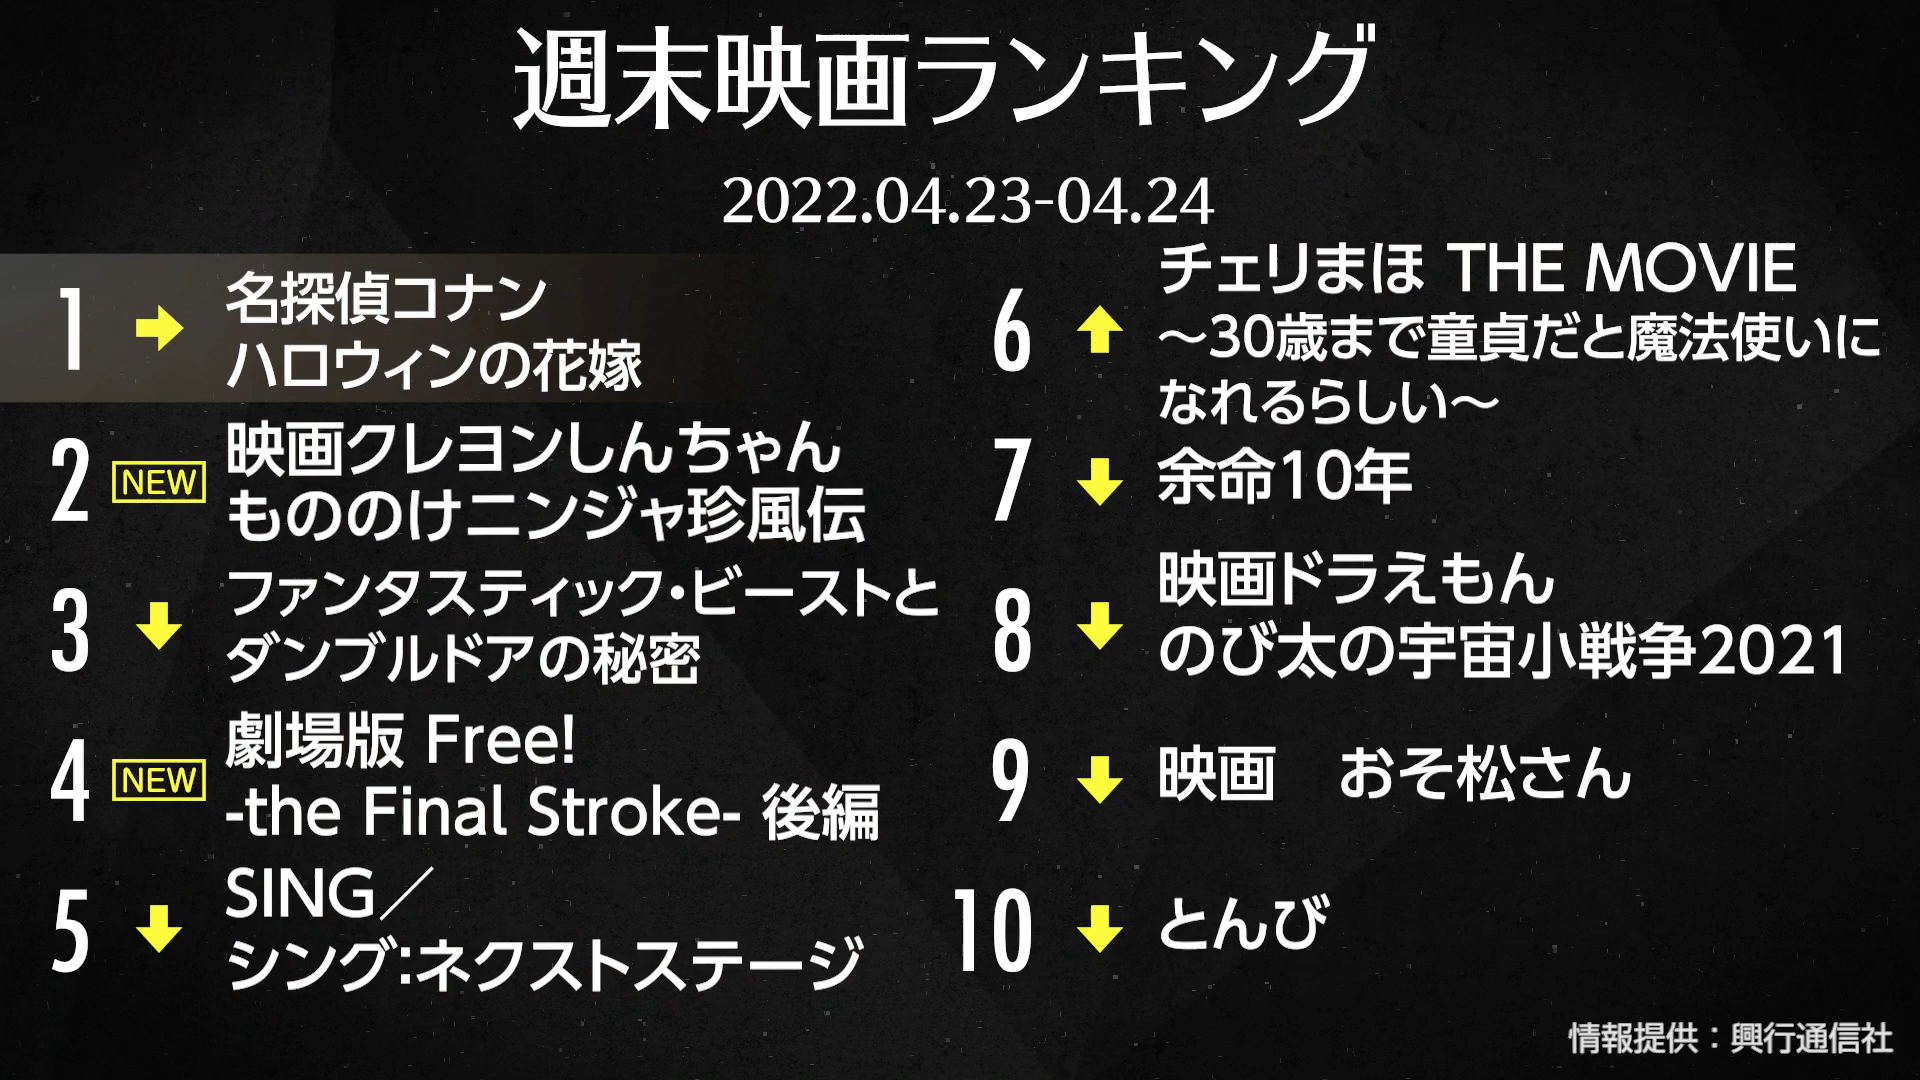 週末映画ランキング
2022.04.23-04.24
1
名探偵コナン
ハロウィンの花嫁
2
NEW
映画クレヨンしんちゃん
もののけニンジャ珍風伝
3
ファンタスティック・ビーストと
ダンブルドアの秘密
4
NEW
劇場版 Free!
-the Final Stroke- 後編
5
SING／
シング:ネクストステージ
6
チェリまほ THE MOVIE
～30歳まで童貞だと魔法使いに
なれるらしい～
7
余命10年
8
映画ドラえもん
のび太の宇宙小戦争2021
9
映画　おそ松さん
10
とんび
情報提供：興行通信社